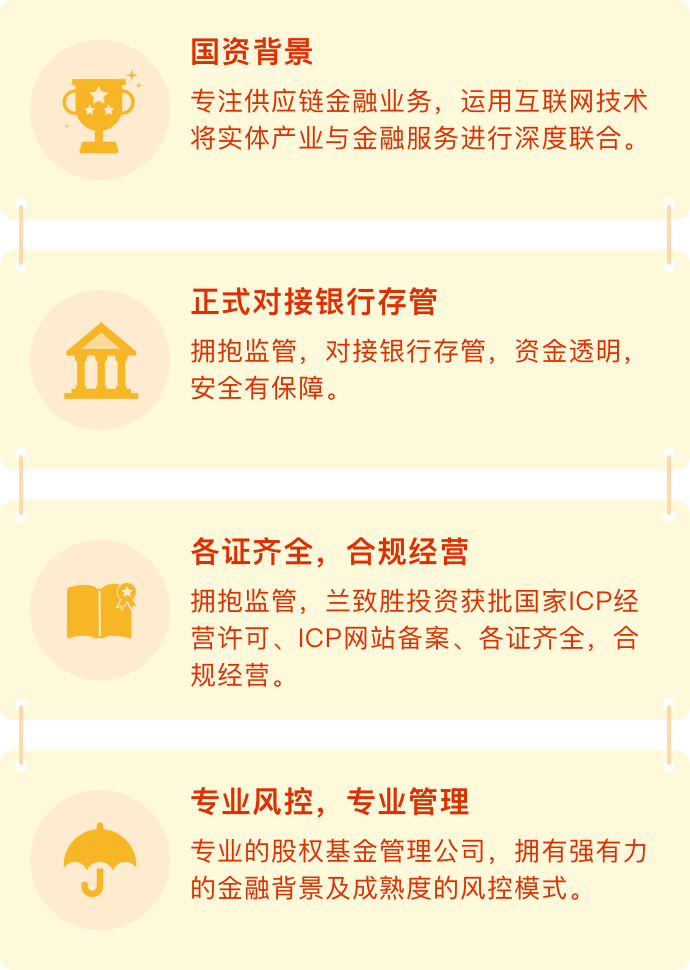 国资背景
专注供应链金融业务，运用互联网技术
将实体产业与金融服务进行深度联合。
正式对接银行存管
拥抱监管，对接银行存管，资金透明，
安全有保障。
各证齐全，合规经营
拥抱监管，兰致胜投资获批国家ICP经
营许可、ICP网站备案、各证齐全，合
规经营。
专业风控，专业管理
专业的股权基金管理公司，拥有强有力
的金融背景及成熟度的风控模式。